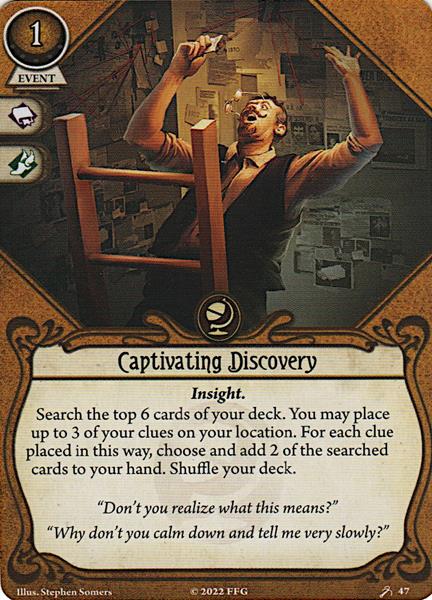 1
EVENT
Captivating Discovery
Insight.
Search the top 6 cards of your deck. You may place
up to 3 of your clues on your location. For each clue
placed in this way, choose and add 2 of the searched
cards to your hand. Shuffle your deck.
“Don’t you realize what this means?”
“Why don’t you calm down and tell me very slowly?”
Illus. Stephen Somers
© 2022 FFG
47